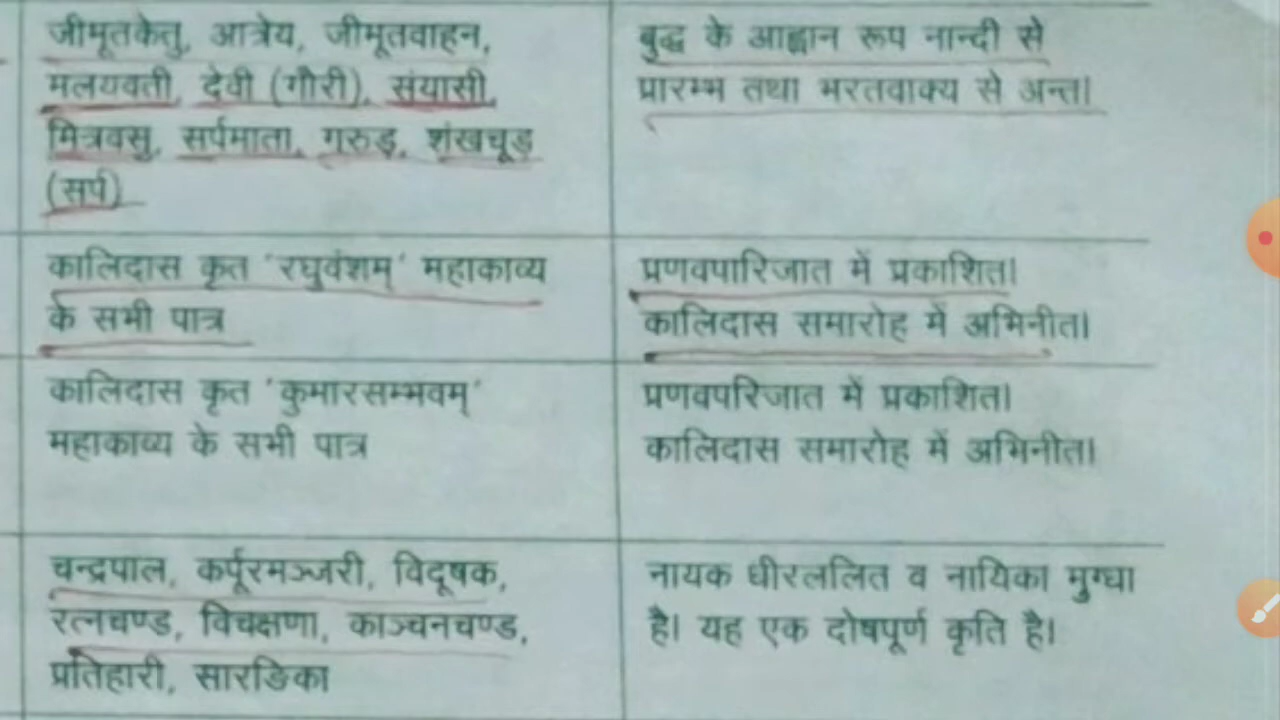 जीमूतकेतु, आत्रेय, जीमूतवाहन,
मलयवती, देवी (गौरी), संयासी,
मित्रवसु, सर्पमाता, गरुड़, शंखचूड़
(सर्प)
बुद्ध के आह्वान रूप नान्दी से
प्रारम्भ तथा भरतवाक्य से अन्त।
कालिदास कृत 'रघुवंशम्' महाकाव्य
के सभी पात्र
प्रणवपारिजात में प्रकाशित।
कालिदास समारोह में अभिनीत।
कालिदास कृत 'कुमारसम्भवम्'
महाकाव्य के सभी पात्र
प्रणवपरिजात में प्रकाशित।
कालिदास समारोह में अभिनीत।
चन्द्रपाल, कर्पूरमञ्जरी, विदूषक,
रत्नचण्ड, विचक्षणा, काञ्चनचण्ड,
प्रतिहारी, सारङिका
नायक धीरललित व नायिका मुग्धा
है। यह एक दोषपूर्ण कृति है।